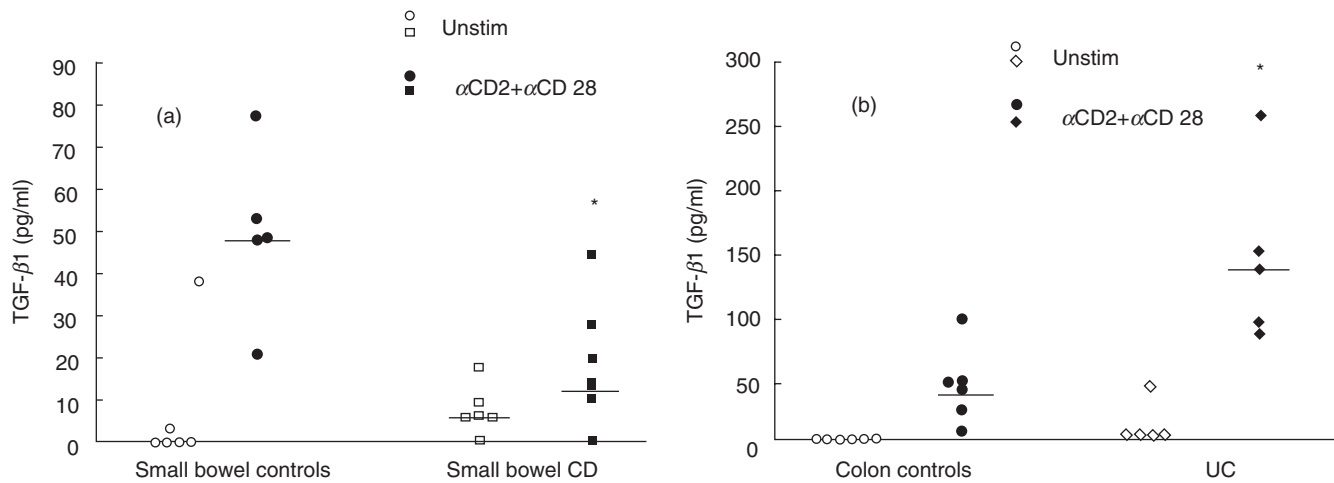 Unstim
αCD2+αCD 28
(a)
TGF-β1 (pg/ml)
90
80
70
60
50
40
30
20
10
0
*
Small bowel controls
Small bowel CD
Unstim
αCD2+αCD 28
(b)
TGF-β1 (pg/ml)
300
250
200
150
100
50
0
*
Colon controls
UC